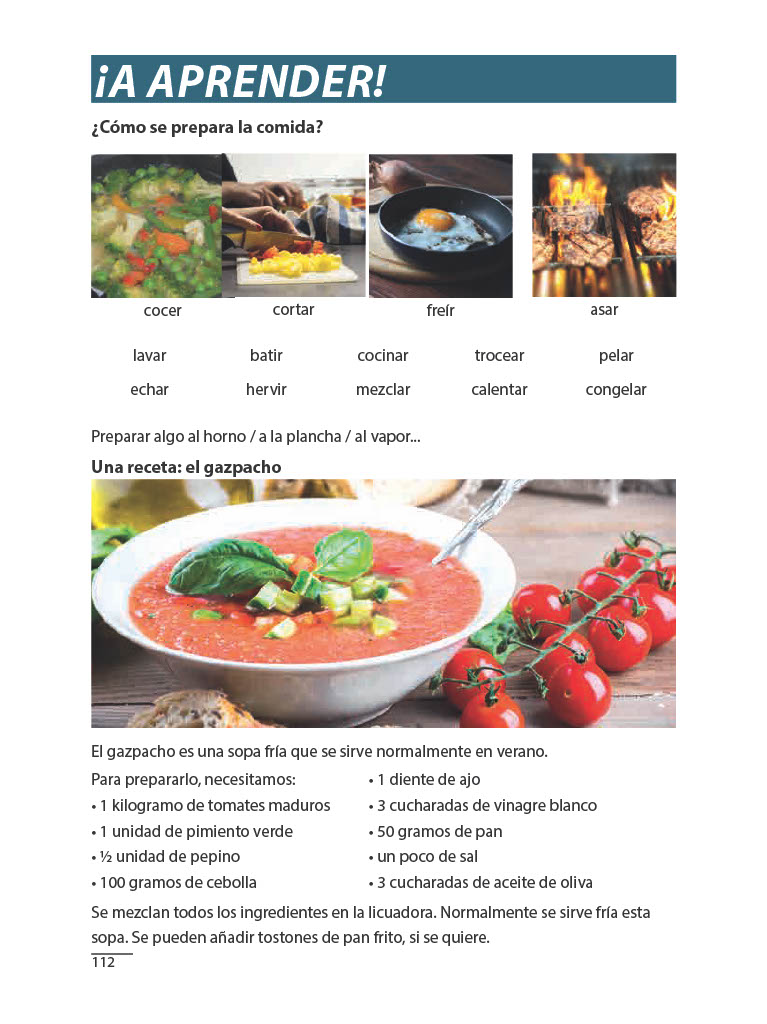 ¡A APRENDER!
¿Cómo se prepara la comida?
cocer
cortar
freír
asar
lavar batir cocinar trocear pelar
echar hervir mezclar calentar congelar
Preparar algo al horno / a la plancha / al vapor...
Una receta: el gazpacho
El gazpacho es una sopa fría que se sirve normalmente en verano.
Para prepararlo, necesitamos:
• 1 kilogramo de tomates maduros
• 1 unidad de pimiento verde
• ½ unidad de pepino
• 100 gramos de cebolla
• 1 diente de ajo
• 3 cucharadas de vinagre blanco
• 50 gramos de pan
• un poco de sal
• 3 cucharadas de aceite de oliva
Se mezclan todos los ingredientes en la licuadora. Normalmente se sirve fría esta
sopa. Se pueden añadir tostones de pan frito, si se quiere.
112